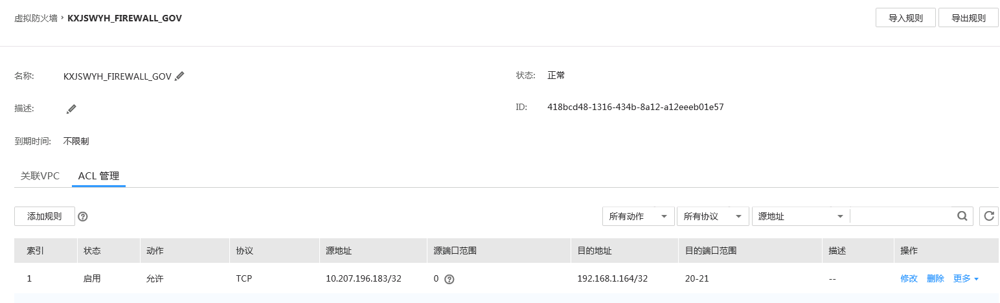 虚拟防火墙 › KXJSWYH_FIREWALL_GOV
导入规则 导出规则
名称: KXJSWYH_FIREWALL_GOV 状态: 正常
描述: ID: 418bcd48-1316-434b-8a12-a12eeeb01e57
到期时间: 不限制
关联VPC ACL 管理
添加规则 所有动作 所有协议 源地址
索引 状态 动作 协议 源地址 源端口范围 目的地址 目的端口范围 描述 操作
1 启用 允许 TCP 10.207.196.183/32 0 192.168.1.164/32 20-21 -- 修改 删除 更多